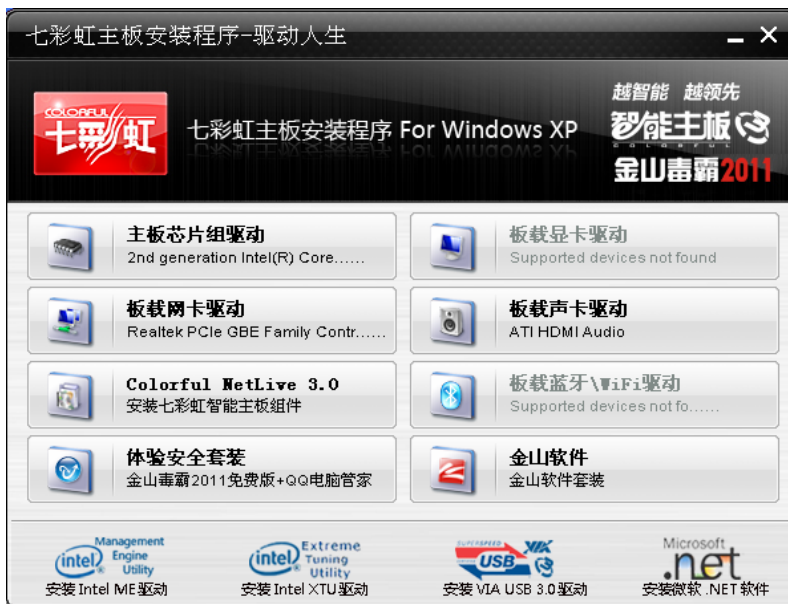 七彩虹主板安装程序-驱动人生
COLORFUL
七彩虹
七彩虹主板安装程序 For Windows XP
越智能 越领先
智能主板
COLORFUL
金山毒霸2011
主板芯片组驱动
2nd generation Intel(R) Core......
板载显卡驱动
Supported devices not found
板载网卡驱动
Realtek PCIe GBE Family Contr......
板载声卡驱动
ATI HDMI Audio
Colorful NetLive 3.0
安装七彩虹智能主板组件
板载蓝牙\WiFi驱动
Supported devices not fo......
体验安全套装
金山毒霸2011免费版+QQ电脑管家
金山软件
金山软件套装
intel Management Engine Utility
安装 Intel ME 驱动
intel Extreme Tuning Utility
安装 Intel XTU 驱动
SUPERSPEED USB VIA
安装 VIA USB 3.0 驱动
Microsoft .net
安装微软 .NET 软件